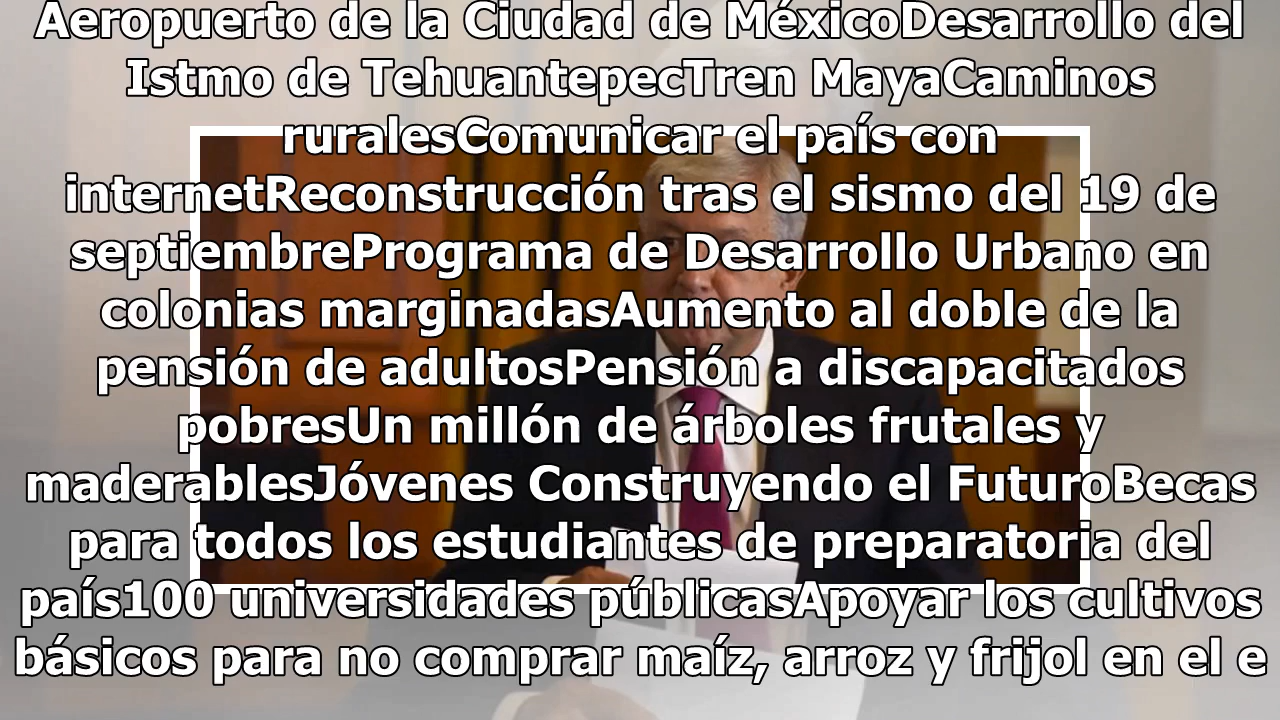 Aeropuerto de la Ciudad de MéxicoDesarrollo del
Istmo de TehuantepecTren MayaCaminos
ruralesComunicar el país con
internetReconstrucción tras el sismo del 19 de
septiembrePrograma de Desarrollo Urbano en
colonias marginadasAumento al doble de la
pensión de adultosPensión a discapacitados
pobresUn millón de árboles frutales y
maderablesJóvenes Construyendo el FuturoBecas
para todos los estudiantes de preparatoria del
país100 universidades públicasApoyar los cultivos
básicos para no comprar maíz, arroz y frijol en el e